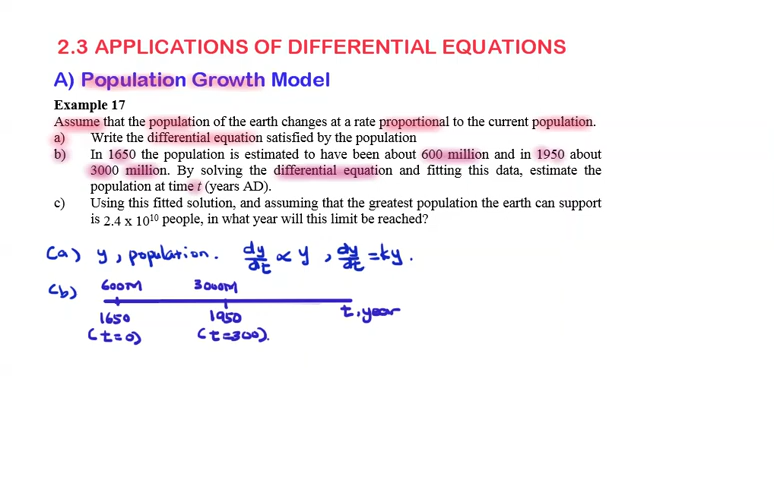 2.3 APPLICATIONS OF DIFFERENTIAL EQUATIONS
A) Population Growth Model
Example 17
Assume that the population of the earth changes at a rate proportional to the current population.
a) Write the differential equation satisfied by the population
b) In 1650 the population is estimated to have been about 600 million and in 1950 about
3000 million. By solving the differential equation and fitting this data, estimate the
population at time t (years AD).
c) Using this fitted solution, and assuming that the greatest population the earth can support
is 2.4 x 10¹⁰ people, in what year will this limit be reached?
(a) y, population. dy/dt ∝ y, dy/dt = ky.
(b) 600M 3000M
1650 1950 t, year
(t=0) (t=300).